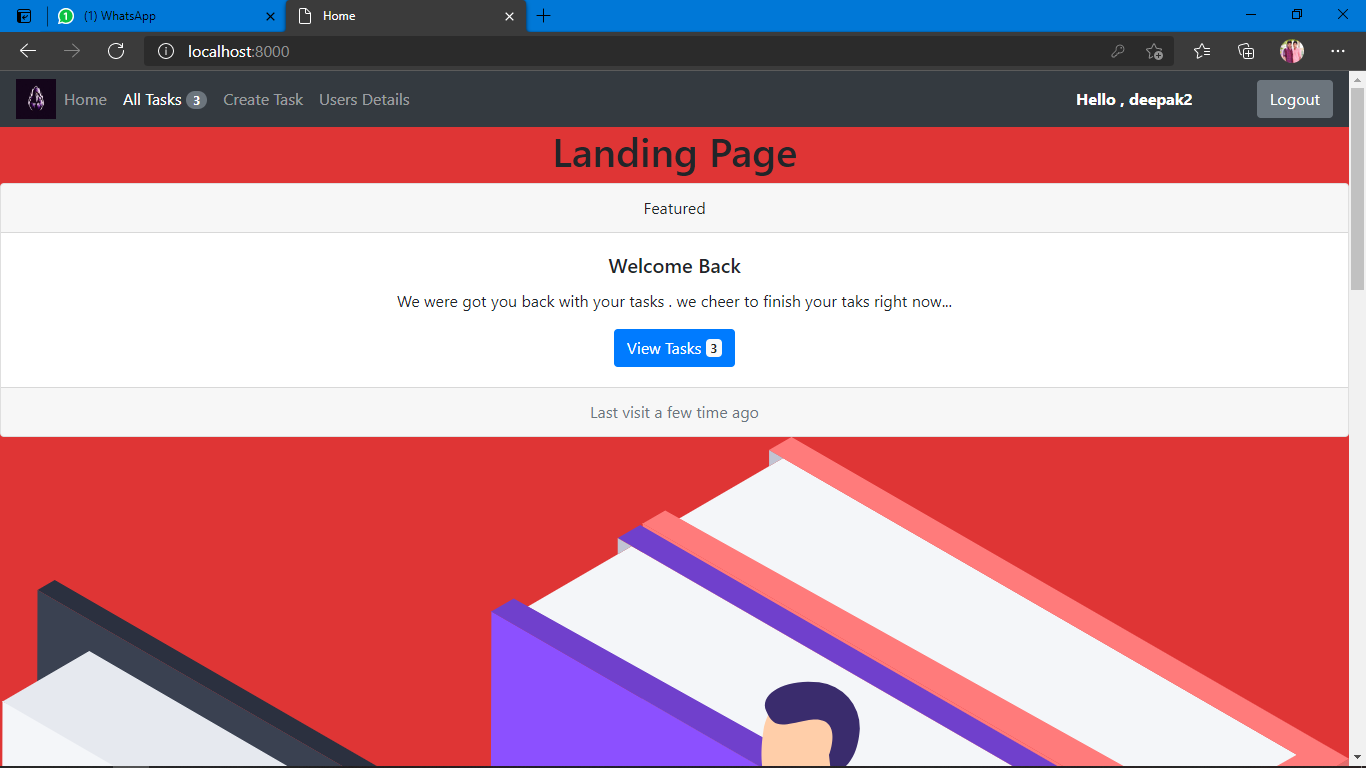 (1) WhatsApp
Home
localhost:8000
Home All Tasks 3 Create Task Users Details Hello , deepak2 Logout
Landing Page
Featured
Welcome Back
We were got you back with your tasks . we cheer to finish your taks right now...
View Tasks 3
Last visit a few time ago